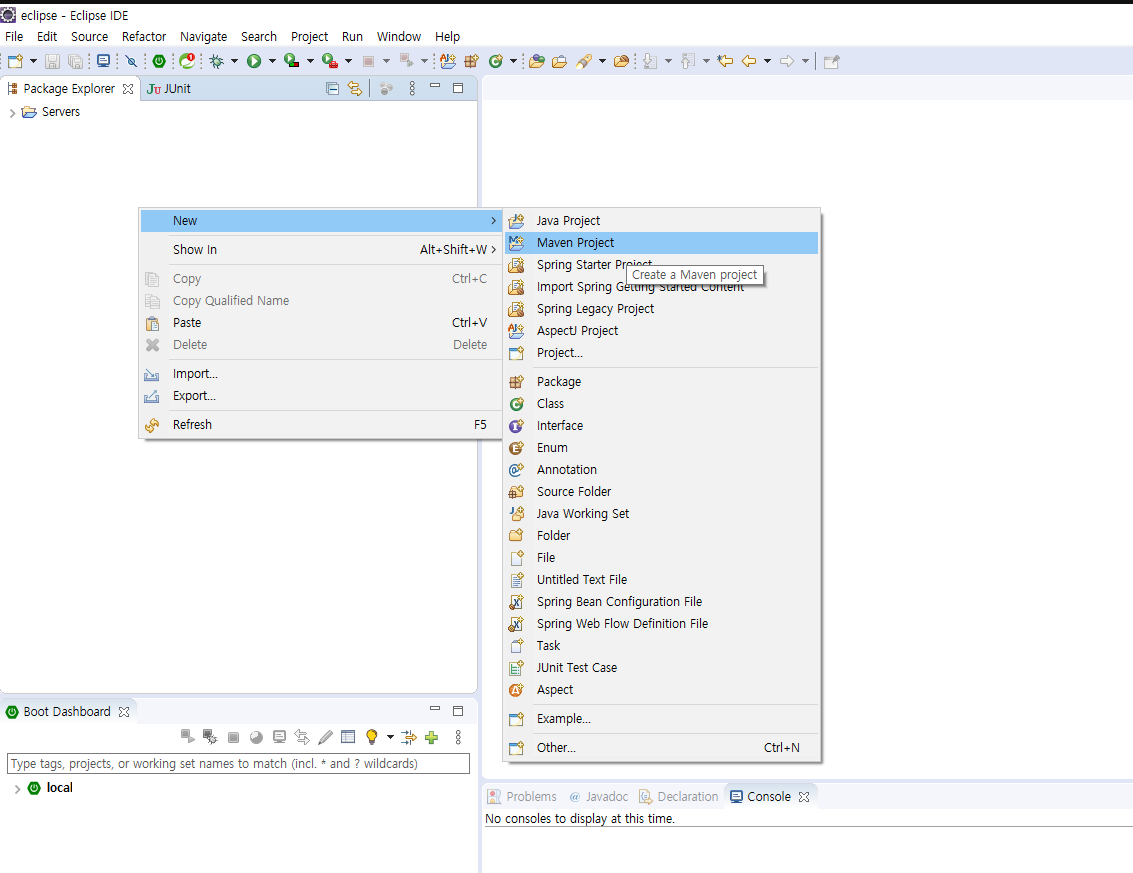 eclipse - Eclipse IDE
File Edit Source Refactor Navigate Search Project Run Window Help
Package Explorer
JUnit
Servers
New
Show In Alt+Shift+W
Copy Ctrl+C
Copy Qualified Name
Paste Ctrl+V
Delete Delete
Import...
Export...
Refresh F5
Java Project
Maven Project
Spring Starter Project
Create a Maven project
Import Spring Getting Started Content
Spring Legacy Project
AspectJ Project
Project...
Package
Class
Interface
Enum
Annotation
Source Folder
Java Working Set
Folder
File
Untitled Text File
Spring Bean Configuration File
Spring Web Flow Definition File
Task
JUnit Test Case
Aspect
Example...
Other... Ctrl+N
Boot Dashboard
Type tags, projects, or working set names to match (incl. * and ? wildcards)
local
Problems @ Javadoc Declaration Console
No consoles to display at this time.